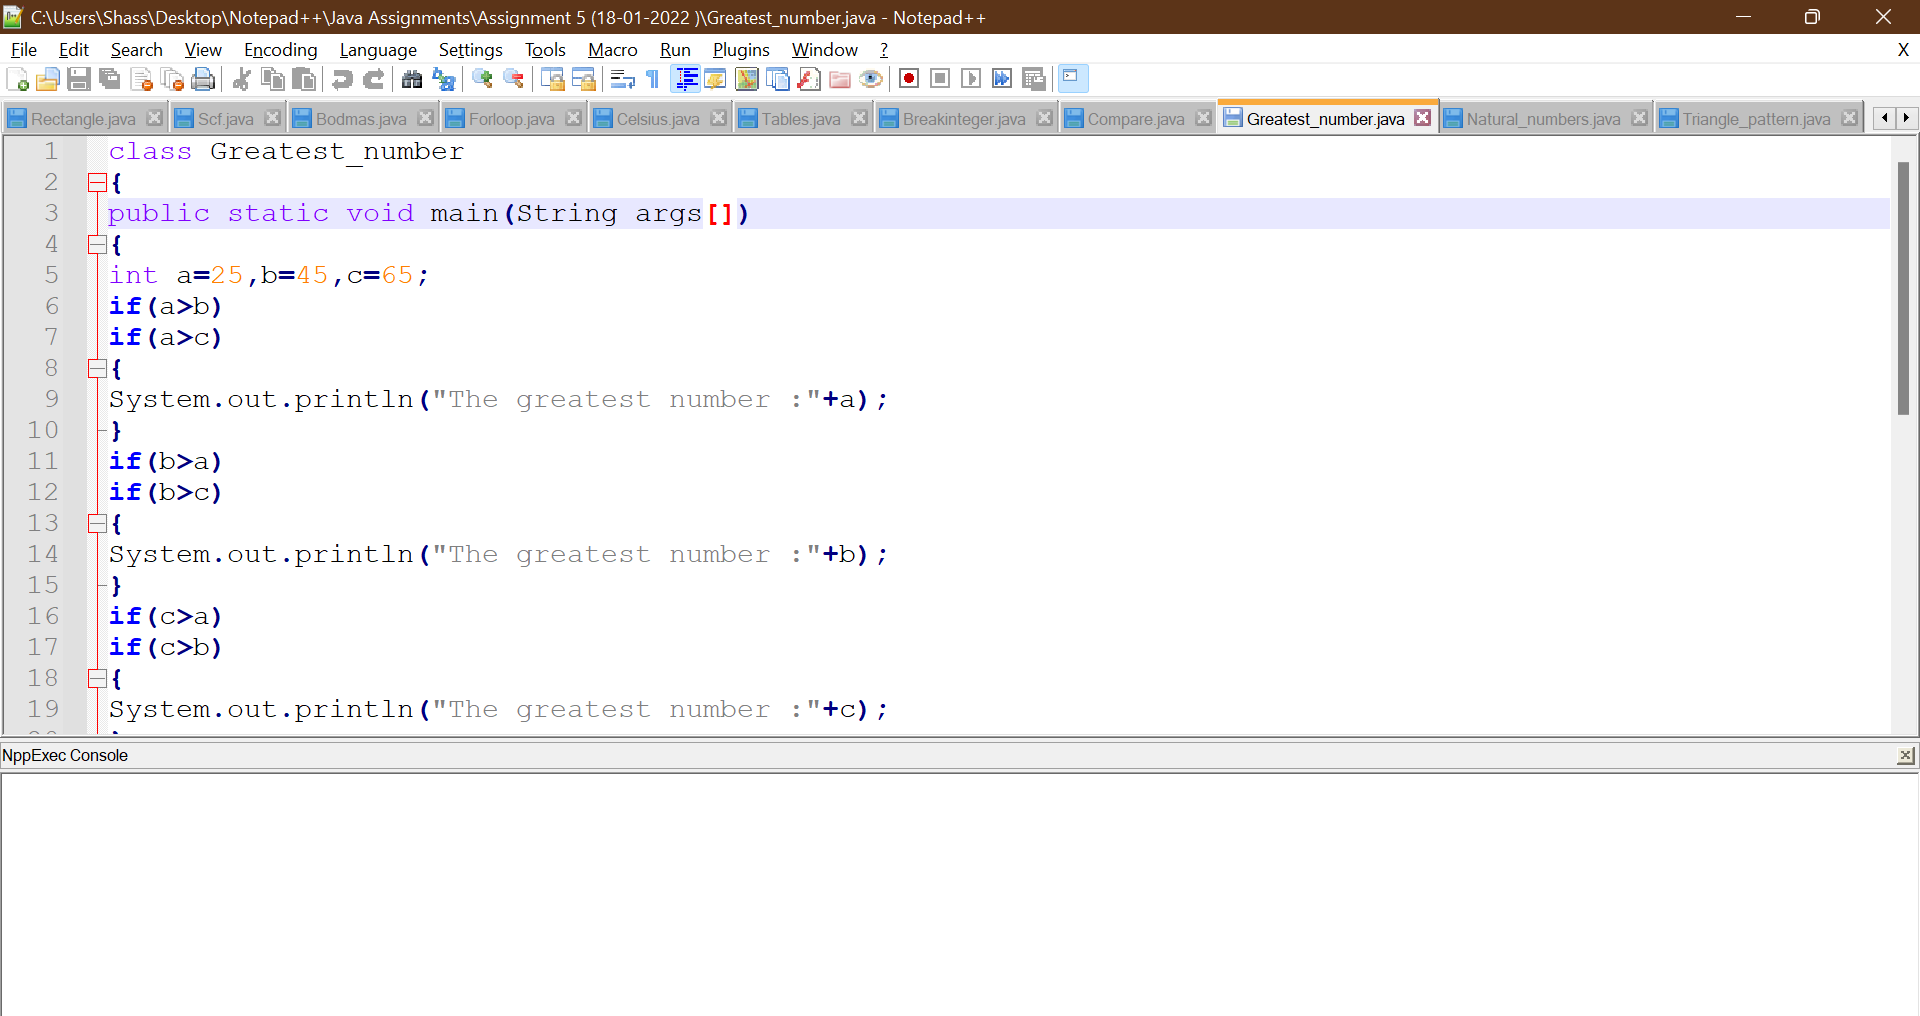 C:\Users\Shass\Desktop\Notepad++\Java Assignments\Assignment 5 (18-01-2022 )\Greatest_number.java - Notepad++
File Edit Search View Encoding Language Settings Tools Macro Run Plugins Window ? X
Rectangle.java Scf.java Bodmas.java Forloop.java Celsius.java Tables.java Breakinteger.java Compare.java Greatest_number.java Natural_numbers.java Triangle_pattern.java
1 class Greatest_number
2 {
3 public static void main(String args[])
4 {
5 int a=25,b=45,c=65;
6 if(a>b)
7 if(a>c)
8 {
9 System.out.println("The greatest number :"+a);
10 }
11 if(b>a)
12 if(b>c)
13 {
14 System.out.println("The greatest number :"+b);
15 }
16 if(c>a)
17 if(c>b)
18 {
19 System.out.println("The greatest number :"+c);
NppExec Console